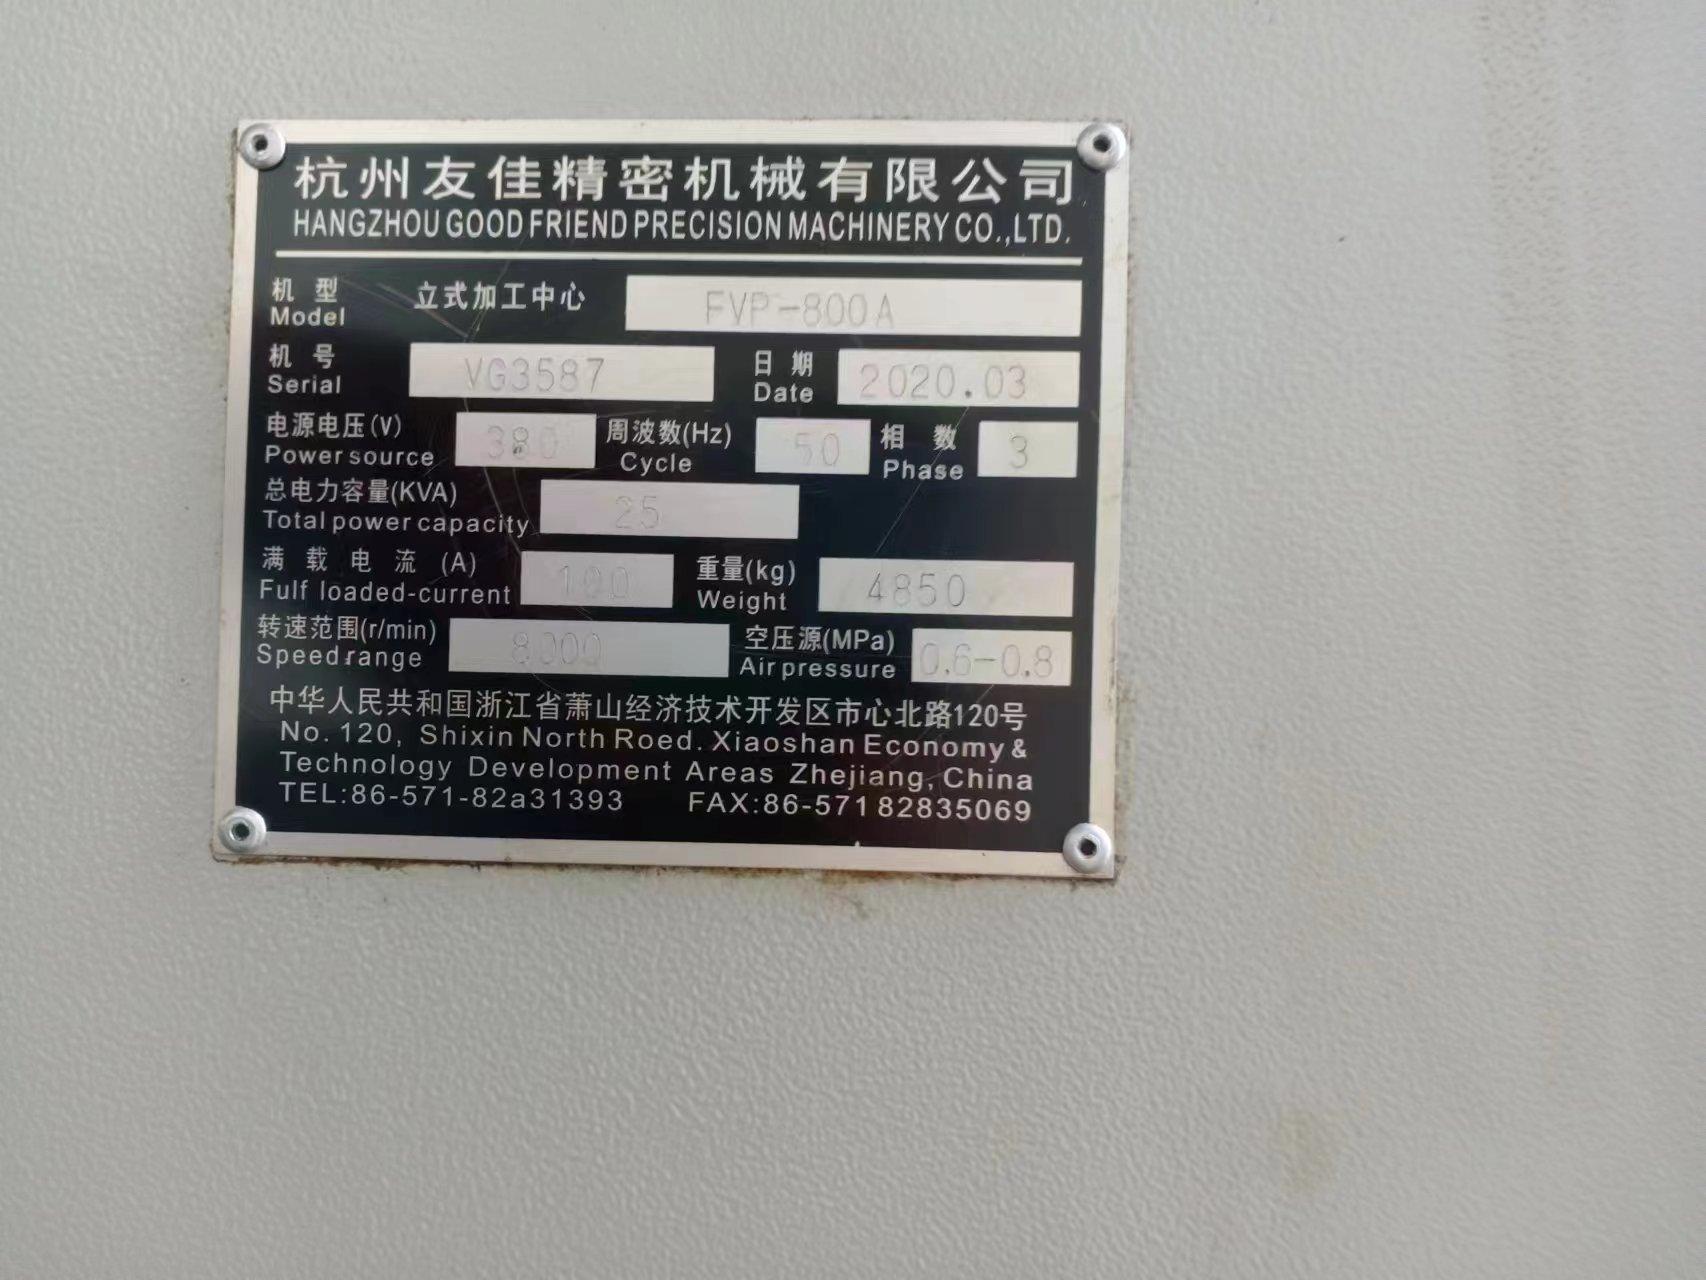 杭州友佳精密机械有限公司
HANGZHOU GOOD FRIEND PRECISION MACHINERY CO.,LTD.
机 型 立式加工中心 FVP-800A
Model
机 号 VG3587 日 期 2020.03
Serial Date
电源电压(V) 380 周波数(Hz) 50 相 数 3
Power source Cycle Phase
总电力容量(KVA) 25
Total power capacity
满 载 电 流 (A) 100 重量(kg) 4850
Fulf loaded-current Weight
转速范围(r/min) 8000 空压源(MPa) 0.6-0.8
Speed range Air pressure
中华人民共和国浙江省萧山经济技术开发区市心北路120号
No. 120, Shixin North Roed. Xiaoshan Economy &
Technology Development Areas Zhejiang, China
TEL:86-571-82a31393 FAX:86-571 82835069